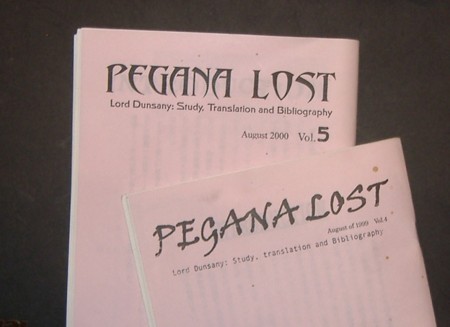 PEGANA LOST
Lord Dunsany: Study, Translation and Bibliography
August 2000 Vol. 5
PEGANA LOST
August of 1999 Vol.4
Lord Dunsany: Study, translation and Bibliography